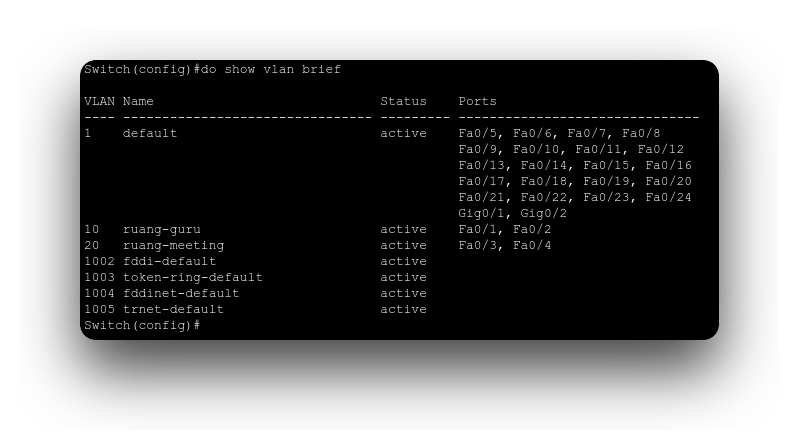 Switch(config)#do show vlan brief
VLAN Name                             Status    Ports
---- -------------------------------- --------- -------------------------------
1    default                          active    Fa0/5, Fa0/6, Fa0/7, Fa0/8
                                                Fa0/9, Fa0/10, Fa0/11, Fa0/12
                                                Fa0/13, Fa0/14, Fa0/15, Fa0/16
                                                Fa0/17, Fa0/18, Fa0/19, Fa0/20
                                                Fa0/21, Fa0/22, Fa0/23, Fa0/24
                                                Gig0/1, Gig0/2
10   ruang-guru                       active    Fa0/1, Fa0/2
20   ruang-meeting                    active    Fa0/3, Fa0/4
1002 fddi-default                     active
1003 token-ring-default               active
1004 fddinet-default                  active
1005 trnet-default                    active
Switch(config)#